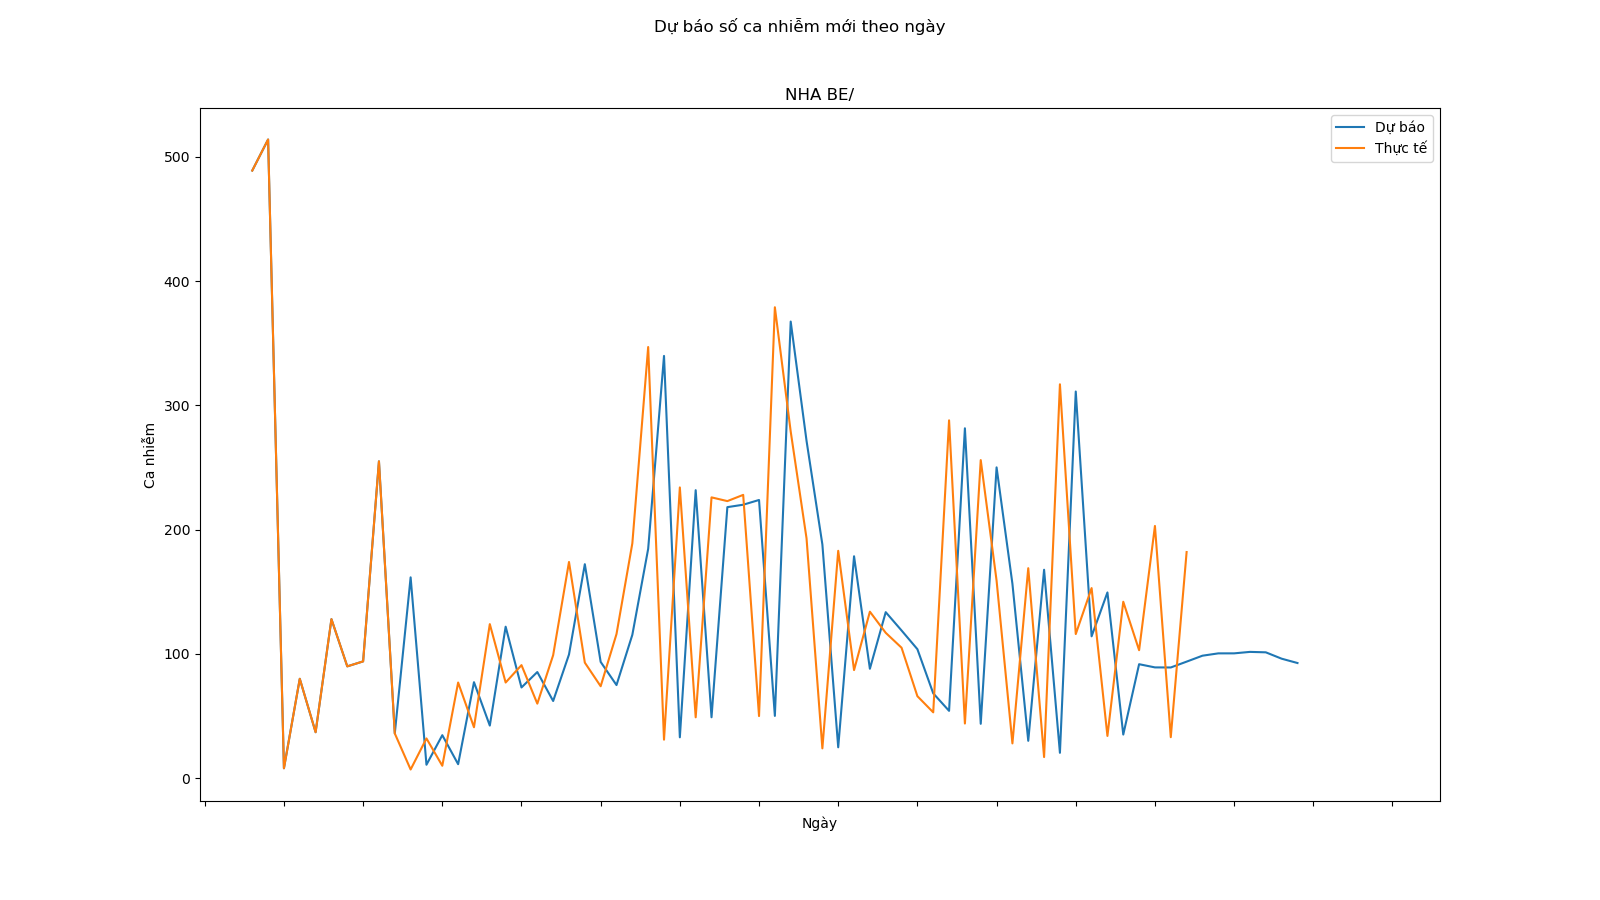 Dự báo số ca nhiễm mới theo ngày
NHA BE/
Dự báo
Thực tế
500
400
300
200
100
0
Ca nhiễm
Ngày